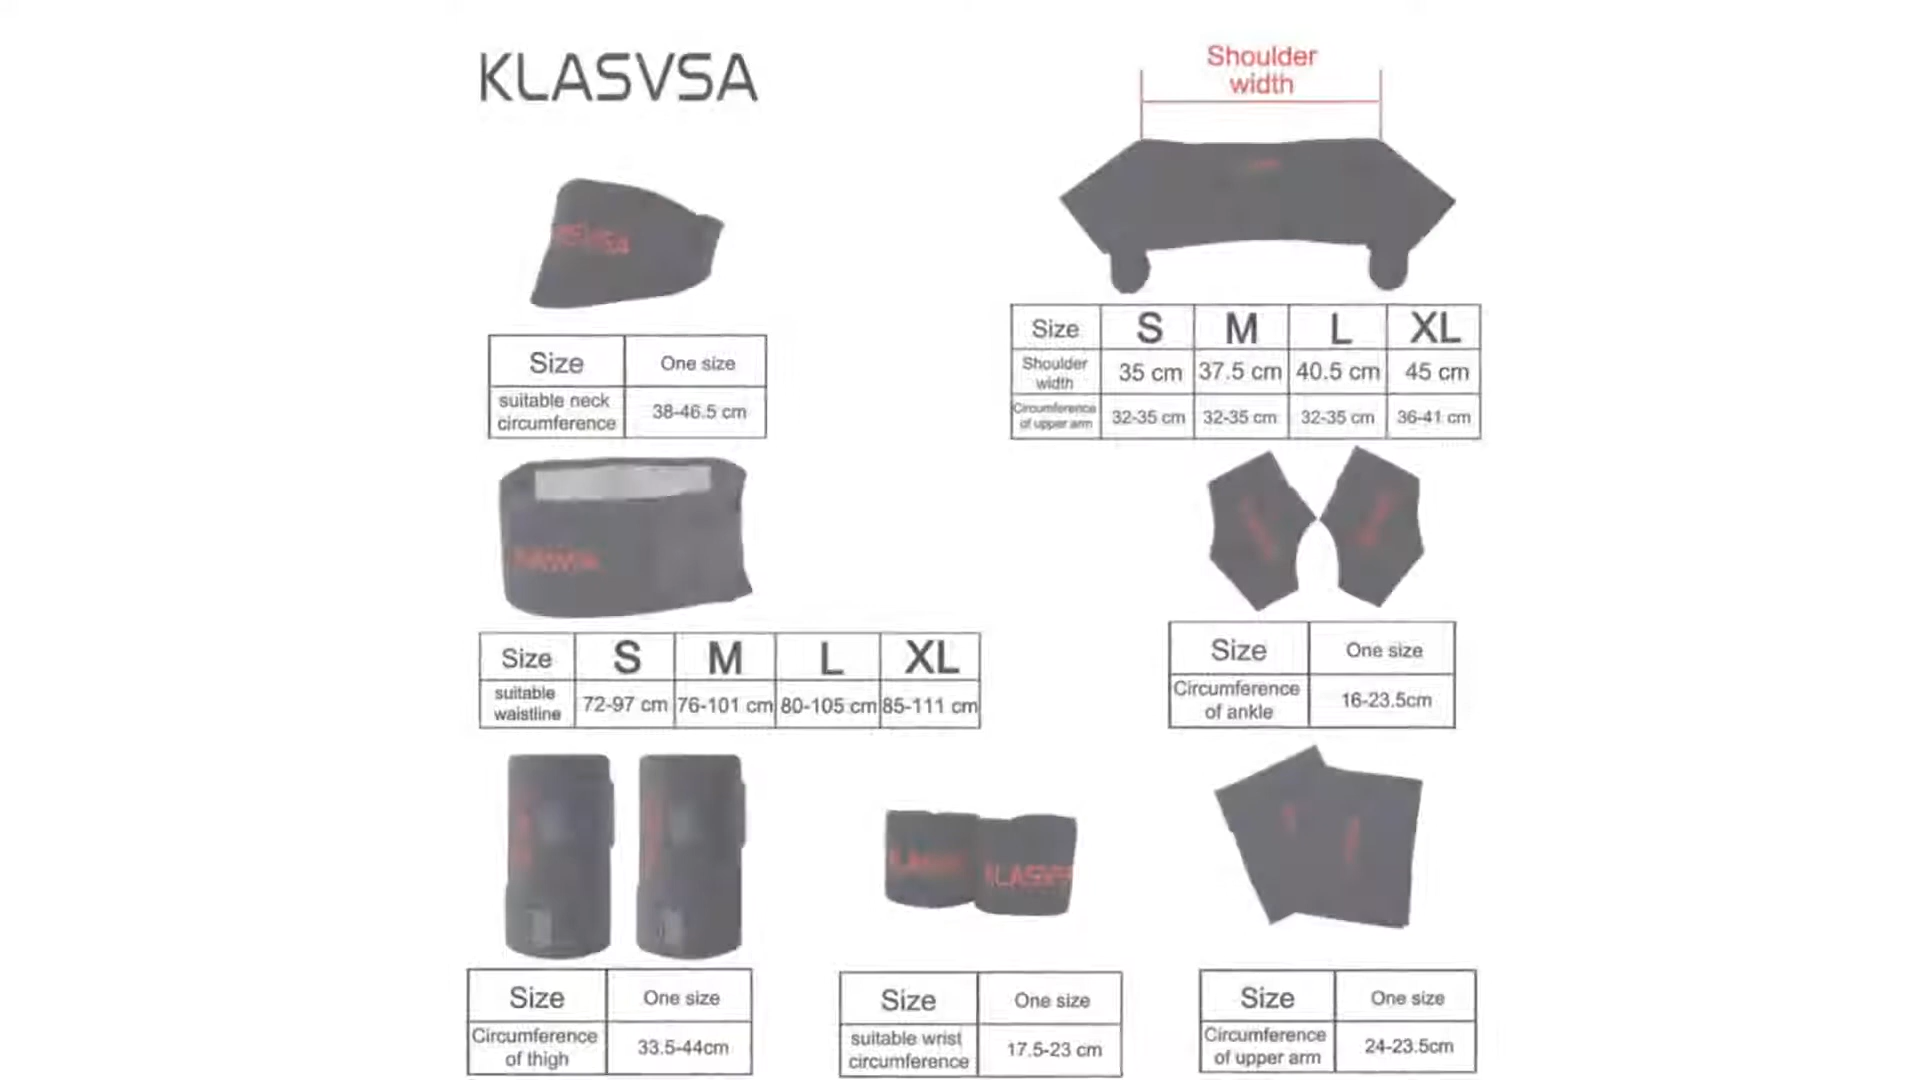 KLASVSA
Shoulder
width
Size One size
suitable neck
circumference
38-46.5 cm
Size S M L XL
Shoulder
width
35 cm 37.5 cm 40.5 cm 45 cm
Circumference
of upper arm
32-35 cm 32-35 cm 32-35 cm 36-41 cm
Size S M L XL
suitable
waistline
72-97 cm 76-101 cm 80-105 cm 85-111 cm
Size One size
Circumference
of ankle
16-23.5cm
KLASVS
Size One size
Circumference
of thigh
33.5-44cm
Size One size
suitable wrist
circumference
17.5-23 cm
Size One size
Circumference
of upper arm
24-23.5cm